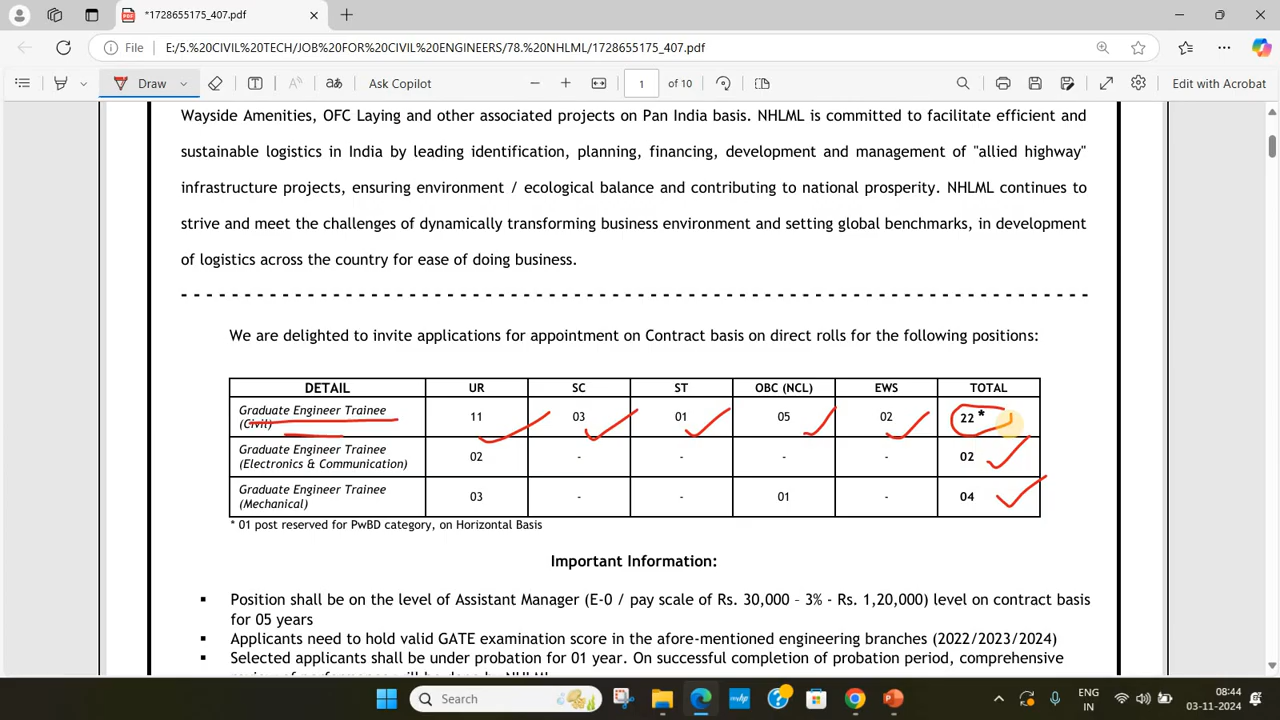 *1728655175_407.pdf
File
E:/5.%20CIVIL%20TECH/JOB%20FOR%20CIVIL%20ENGINEERS/78.%20NHLML/1728655175_407.pdf
Draw
aあ
Ask Copilot
1
of 10
Edit with Acrobat
Wayside Amenities, OFC Laying and other associated projects on Pan India basis. NHLML is committed to facilitate efficient and
sustainable logistics in India by leading identification, planning, financing, development and management of "allied highway"
infrastructure projects, ensuring environment / ecological balance and contributing to national prosperity. NHLML continues to
strive and meet the challenges of dynamically transforming business environment and setting global benchmarks, in development
of logistics across the country for ease of doing business.
We are delighted to invite applications for appointment on Contract basis on direct rolls for the following positions:
DETAIL UR SC ST OBC (NCL) EWS TOTAL
Graduate Engineer Trainee
(Civil) 11 03 01 05 02 22*
Graduate Engineer Trainee
(Electronics & Communication) 02 - - - - 02
Graduate Engineer Trainee
(Mechanical) 03 - - 01 - 04
* 01 post reserved for PwBD category, on Horizontal Basis
Important Information:
▪ Position shall be on the level of Assistant Manager (E-0 / pay scale of Rs. 30,000 – 3% - Rs. 1,20,000) level on contract basis
for 05 years
▪ Applicants need to hold valid GATE examination score in the afore-mentioned engineering branches (2022/2023/2024)
▪ Selected applicants shall be under probation for 01 year. On successful completion of probation period, comprehensive
Search
ENG
IN
08:44
03-11-2024